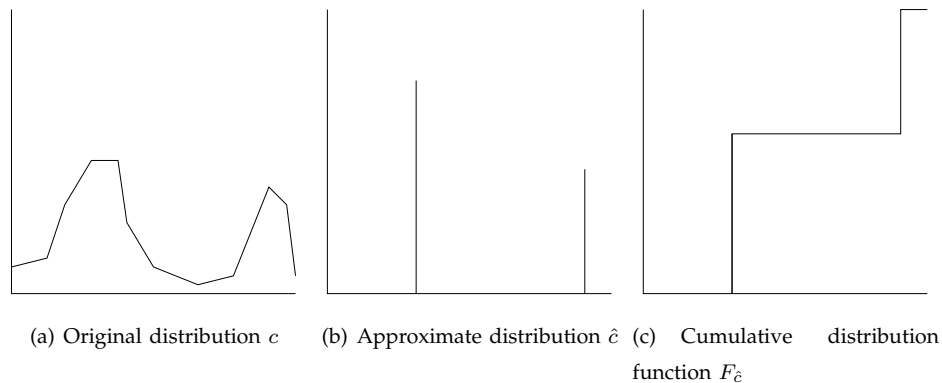 (a) Original distribution c
(b) Approximate distribution ĉ
(c) Cumulative distribution
function F_ĉ